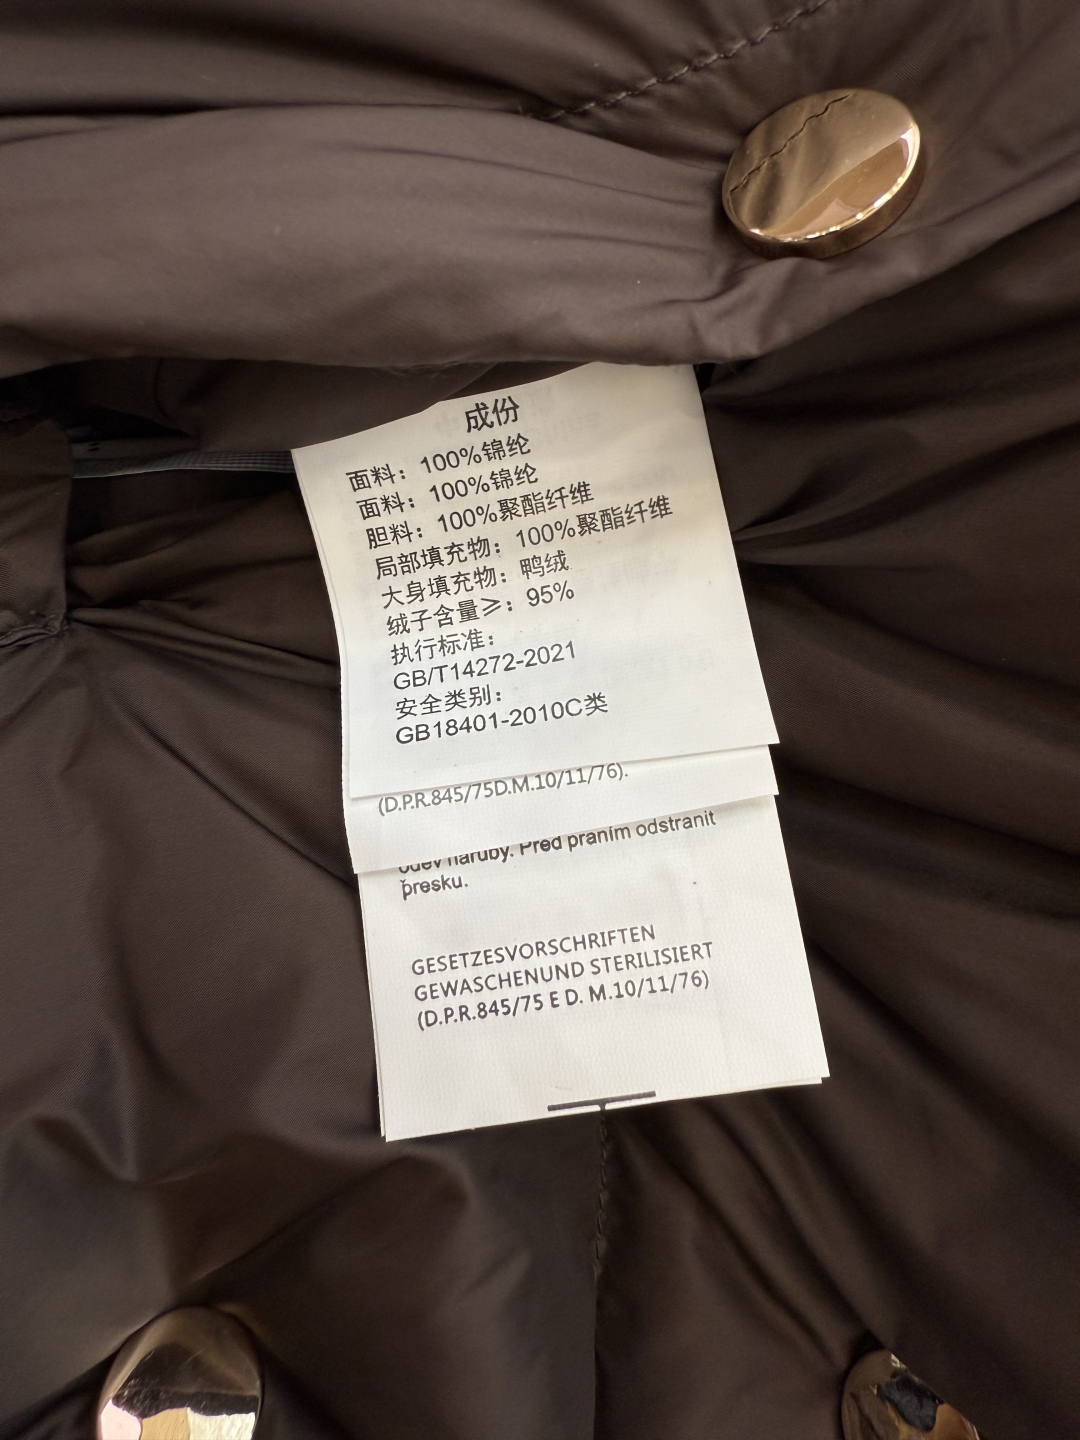 成份
面料：100%锦纶
面料：100%锦纶
胆料：100%聚酯纤维
局部填充物：100%聚酯纤维
大身填充物：鸭绒
绒子含量≥：95%
执行标准：
GB/T14272-2021
安全类别：
GB18401-2010C类
(D.P.R.845/75D.M.10/11/76).
naruby. Před praním odstranit
presku.
GESETZESVORSCHRIFTEN
GEWASCHENUND STERILISIERT
(D.P.R.845/75 E D. M.10/11/76)